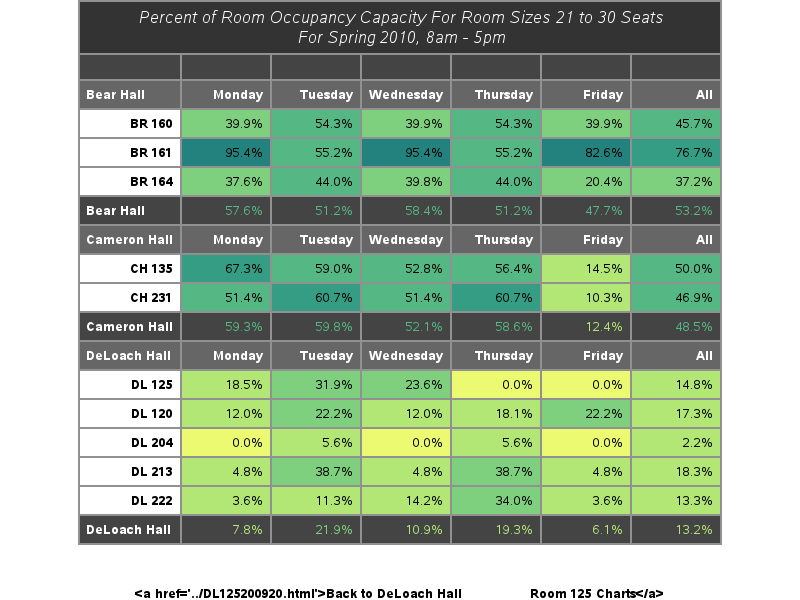 Percent of Room Occupancy Capacity For Room Sizes 21 to 30 Seats
For Spring 2010, 8am - 5pm
Bear Hall Monday Tuesday Wednesday Thursday Friday All
BR 160 39.9% 54.3% 39.9% 54.3% 39.9% 45.7%
BR 161 95.4% 55.2% 95.4% 55.2% 82.6% 76.7%
BR 164 37.6% 44.0% 39.8% 44.0% 20.4% 37.2%
Bear Hall 57.6% 51.2% 58.4% 51.2% 47.7% 53.2%
Cameron Hall Monday Tuesday Wednesday Thursday Friday All
CH 135 67.3% 59.0% 52.8% 56.4% 14.5% 50.0%
CH 231 51.4% 60.7% 51.4% 60.7% 10.3% 46.9%
Cameron Hall 59.3% 59.8% 52.1% 58.6% 12.4% 48.5%
DeLoach Hall Monday Tuesday Wednesday Thursday Friday All
DL 125 18.5% 31.9% 23.6% 0.0% 0.0% 14.8%
DL 120 12.0% 22.2% 12.0% 18.1% 22.2% 17.3%
DL 204 0.0% 5.6% 0.0% 5.6% 0.0% 2.2%
DL 213 4.8% 38.7% 4.8% 38.7% 4.8% 18.3%
DL 222 3.6% 11.3% 14.2% 34.0% 3.6% 13.3%
DeLoach Hall 7.8% 21.9% 10.9% 19.3% 6.1% 13.2%
<a href='../DL125200920.html'>Back to DeLoach Hall Room 125 Charts</a>